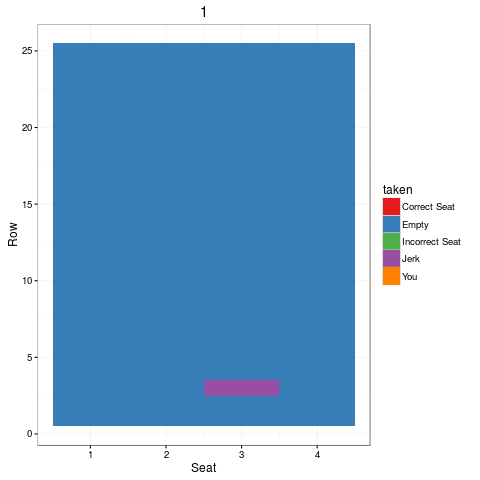 1
25
20
15
10
5
0
Row
1 2 3 4
Seat
taken
Correct Seat
Empty
Incorrect Seat
Jerk
You